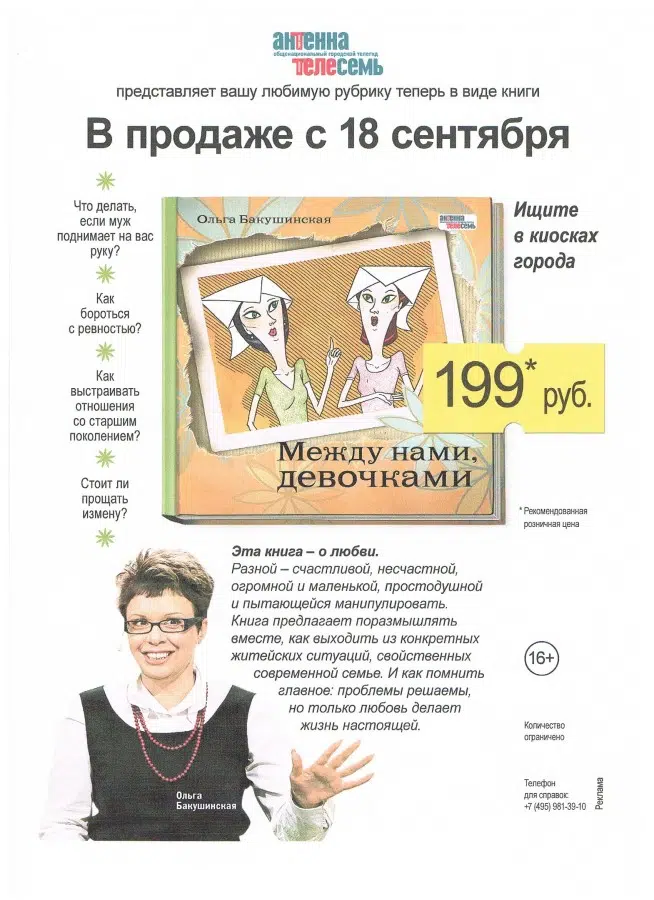 антенна
общенациональный городской телегид
телесемь
представляет вашу любимую рубрику теперь в виде книги
В продаже с 18 сентября
Что делать,
если муж
поднимает на вас
руку?
Как
бороться
с ревностью?
Как
выстраивать
отношения
со старшим
поколением?
Стоит ли
прощать
измену?
Ольга Бакушинская
антенна
телесемь
Между нами,
девочками
Ищите
в киосках
города
199* руб.
* Рекомендованная
розничная цена
Эта книга – о любви.
Разной – счастливой, несчастной,
огромной и маленькой, простодушной
и пытающейся манипулировать.
Книга предлагает поразмышлять
вместе, как выходить из конкретных
житейских ситуаций, свойственных
современной семье. И как помнить
главное: проблемы решаемы,
но только любовь делает
жизнь настоящей.
Ольга
Бакушинская
16+
Количество
ограничено
Телефон
для справок:
+7 (495) 981-39-10
Реклама